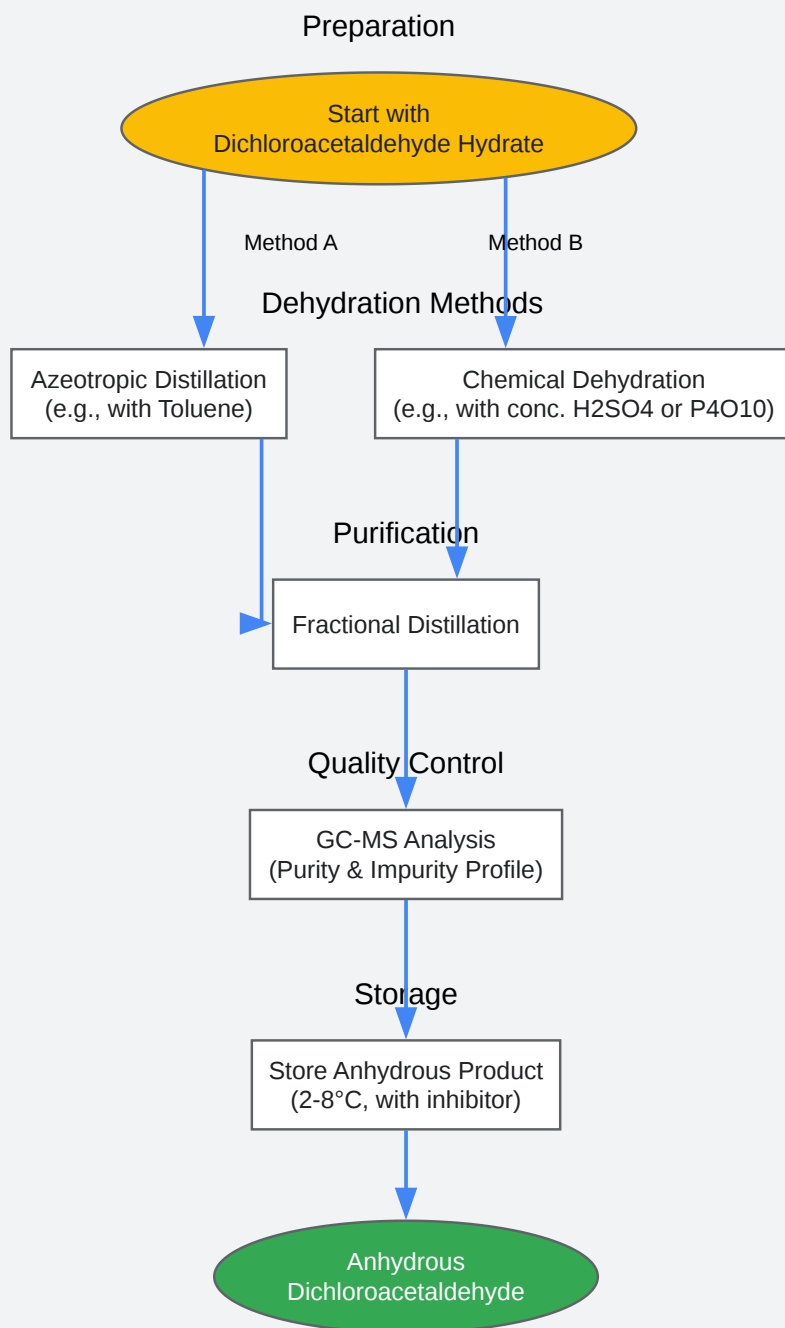 Preparation
Start with
Dichloroacetaldehyde Hydrate
Method A
Method B
Dehydration Methods
Azeotropic Distillation
(e.g., with Toluene)
Chemical Dehydration
(e.g., with conc. H2SO4 or P4O10)
Purification
Fractional Distillation
Quality Control
GC-MS Analysis
(Purity & Impurity Profile)
Storage
Store Anhydrous Product
(2-8°C, with inhibitor)
Anhydrous
Dichloroacetaldehyde